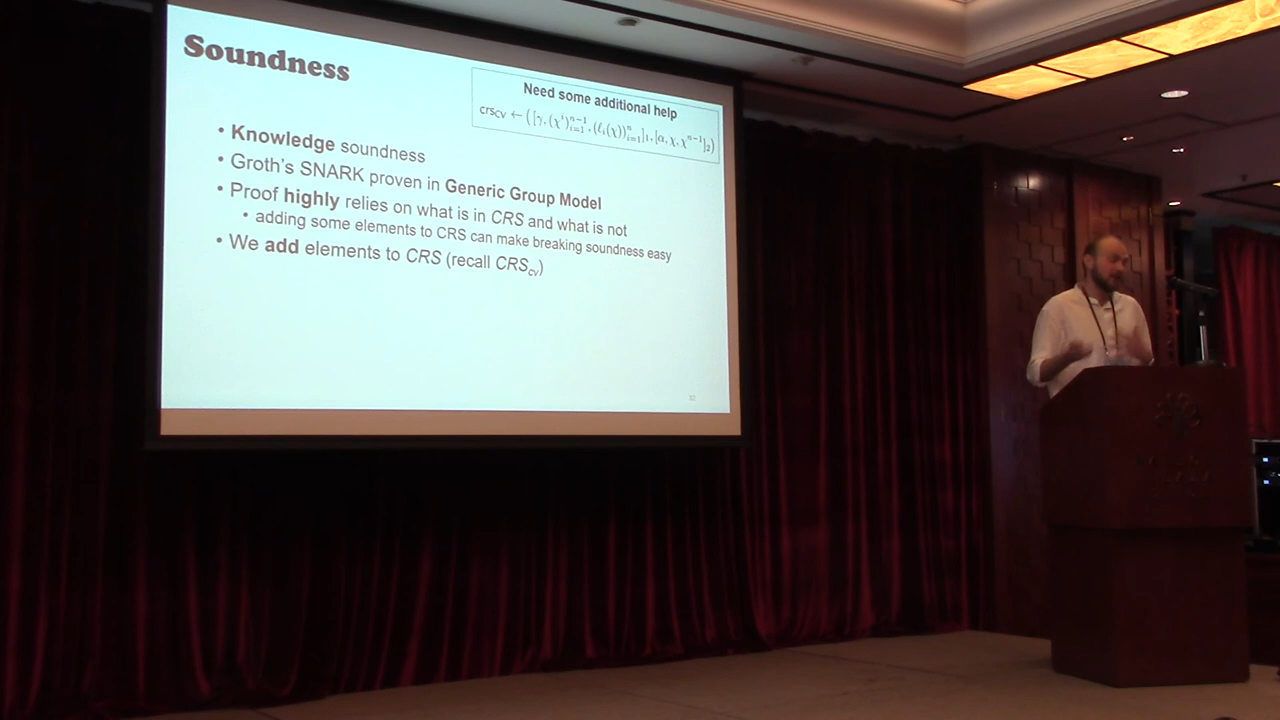 Soundness
Need some additional help
crs_CV ← ([γ, (χ^i)_{i=1}^{n-1}, (ℓ_i(χ))_{i=1}^n]_1, [α, χ, χ^{n-1}]_2)
• Knowledge soundness
• Groth's SNARK proven in Generic Group Model
• Proof highly relies on what is in CRS and what is not
• adding some elements to CRS can make breaking soundness easy
• We add elements to CRS (recall CRS_cv)